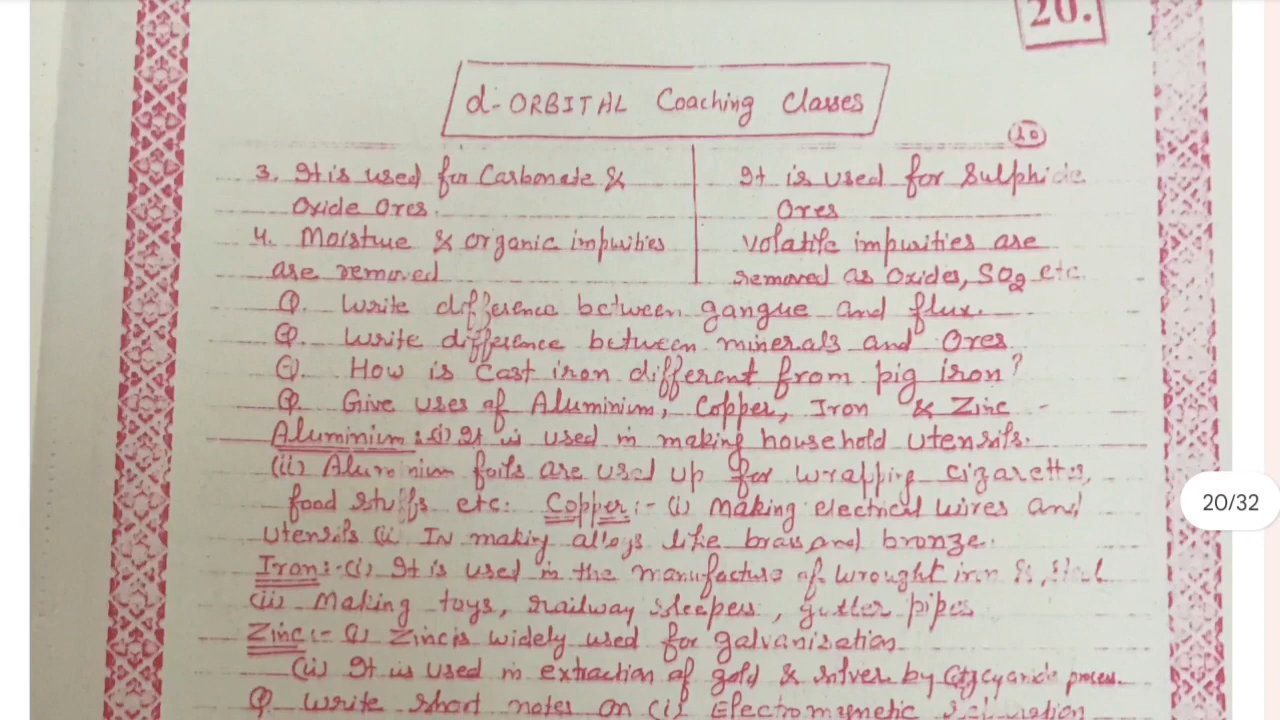 20.
d-ORBITAL Coaching Classes
20
3. It is used for Carbonate & It is used for Sulphide
Oxide Ores. Ores
4. Moisture & organic impurities volatile impurities are
are removed removed as Oxides, SO2 etc.
Q. Write difference between gangue and flux.
Q. Write difference between minerals and Ores
Q. How is Cast iron different from pig iron?
Q. Give uses of Aluminium, Copper, Iron & Zinc -
Aluminium :- (i) It is used in making household utensils.
(ii) Aluminium foils are used up for wrapping cigarettes,
food stuffs etc. Copper :- (i) Making electrical wires and
utensils (ii) In making alloys like brass and bronze.
Iron :- (i) It is used in the manufacture of wrought iron & steel
(ii) Making toys, railway sleepers, gutter pipes
Zinc :- (i) Zinc is widely used for galvanisation
(ii) It is used in extraction of gold & silver by cyanide process.
Q. Write short notes on (i) Electromagnetic separation
20/32